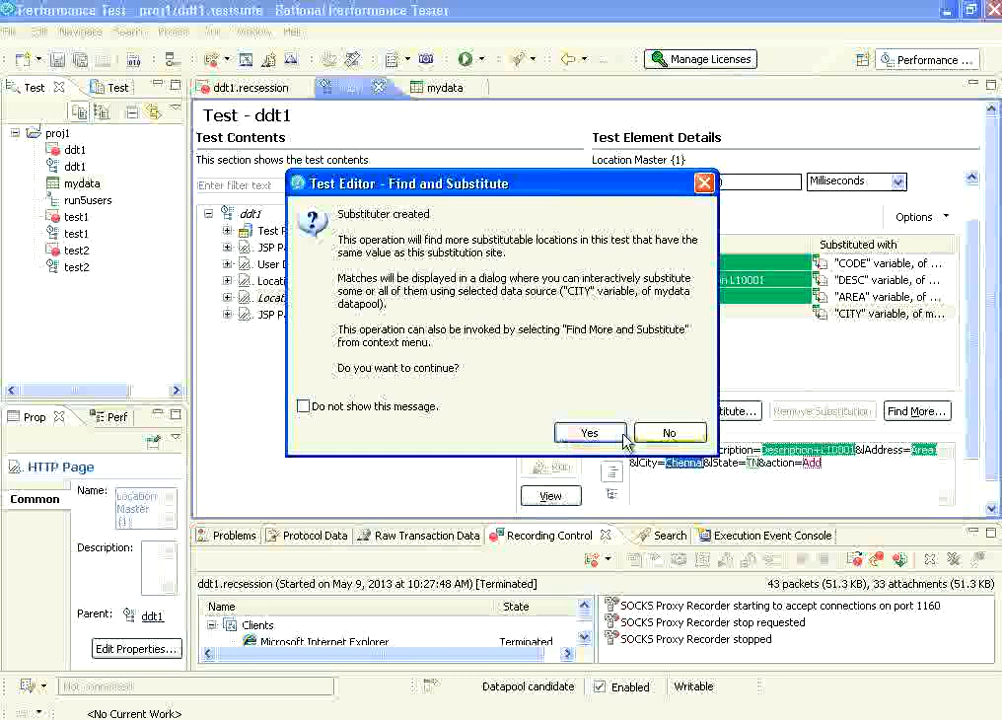 Performance Test - proj1/ddt1.testsuite - Rational Performance Tester
Manage Licenses
Performance ...
Test
Test
ddt1.recsession
mydata
Test - ddt1
Test Contents
Test Element Details
This section shows the test contents
Location Master {1}
Enter filter text
Milliseconds
proj1
ddt1
ddt1
mydata
run5users
test1
test1
test2
test2
ddt1
Options
Substituted with
"CODE" variable, of ...
"DESC" variable, of ...
"AREA" variable, of ...
"CITY" variable, of m...
Test Editor - Find and Substitute
Substituter created
This operation will find more substitutable locations in this test that have the
same value as this substitution site.
Matches will be displayed in a dialog where you can interactively substitute
some or all of them using selected data source ("CITY" variable, of mydata
datapool).
This operation can also be invoked by selecting "Find More and Substitute"
from context menu.
Do you want to continue?
Do not show this message.
Yes
No
Remove Substitution
Find More...
cription=Description+L10001&lAddress=Area1
&lCity=Chennai&lState=TN&action=Add
View
Prop
Perf
HTTP Page
Common
Name:
Location
Master
{1}
Description:
Parent:
ddt1
Edit Properties...
Problems
Protocol Data
Raw Transaction Data
Recording Control
Search
Execution Event Console
ddt1.recsession (Started on May 9, 2013 at 10:27:48 AM) [Terminated]
43 packets (51.3 KB), 33 attachments (51.3 KB)
Name
State
Clients
Microsoft Internet Explorer
Terminated
SOCKS Proxy Recorder starting to accept connections on port 1160
SOCKS Proxy Recorder stop requested
SOCKS Proxy Recorder stopped
Not connected
Datapool candidate
Enabled
Writable
<No Current Work>